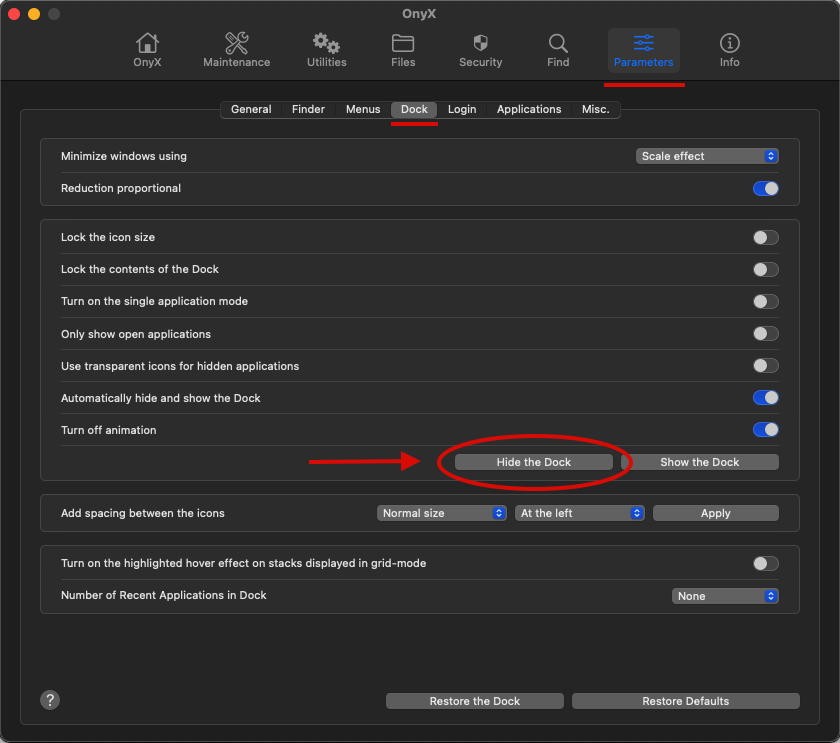 OnyX
OnyX Maintenance Utilities Files Security Find Parameters Info
General Finder Menus Dock Login Applications Misc.
Minimize windows using Scale effect
Reduction proportional
Lock the icon size
Lock the contents of the Dock
Turn on the single application mode
Only show open applications
Use transparent icons for hidden applications
Automatically hide and show the Dock
Turn off animation
Hide the Dock Show the Dock
Add spacing between the icons Normal size At the left Apply
Turn on the highlighted hover effect on stacks displayed in grid-mode
Number of Recent Applications in Dock None
? Restore the Dock Restore Defaults